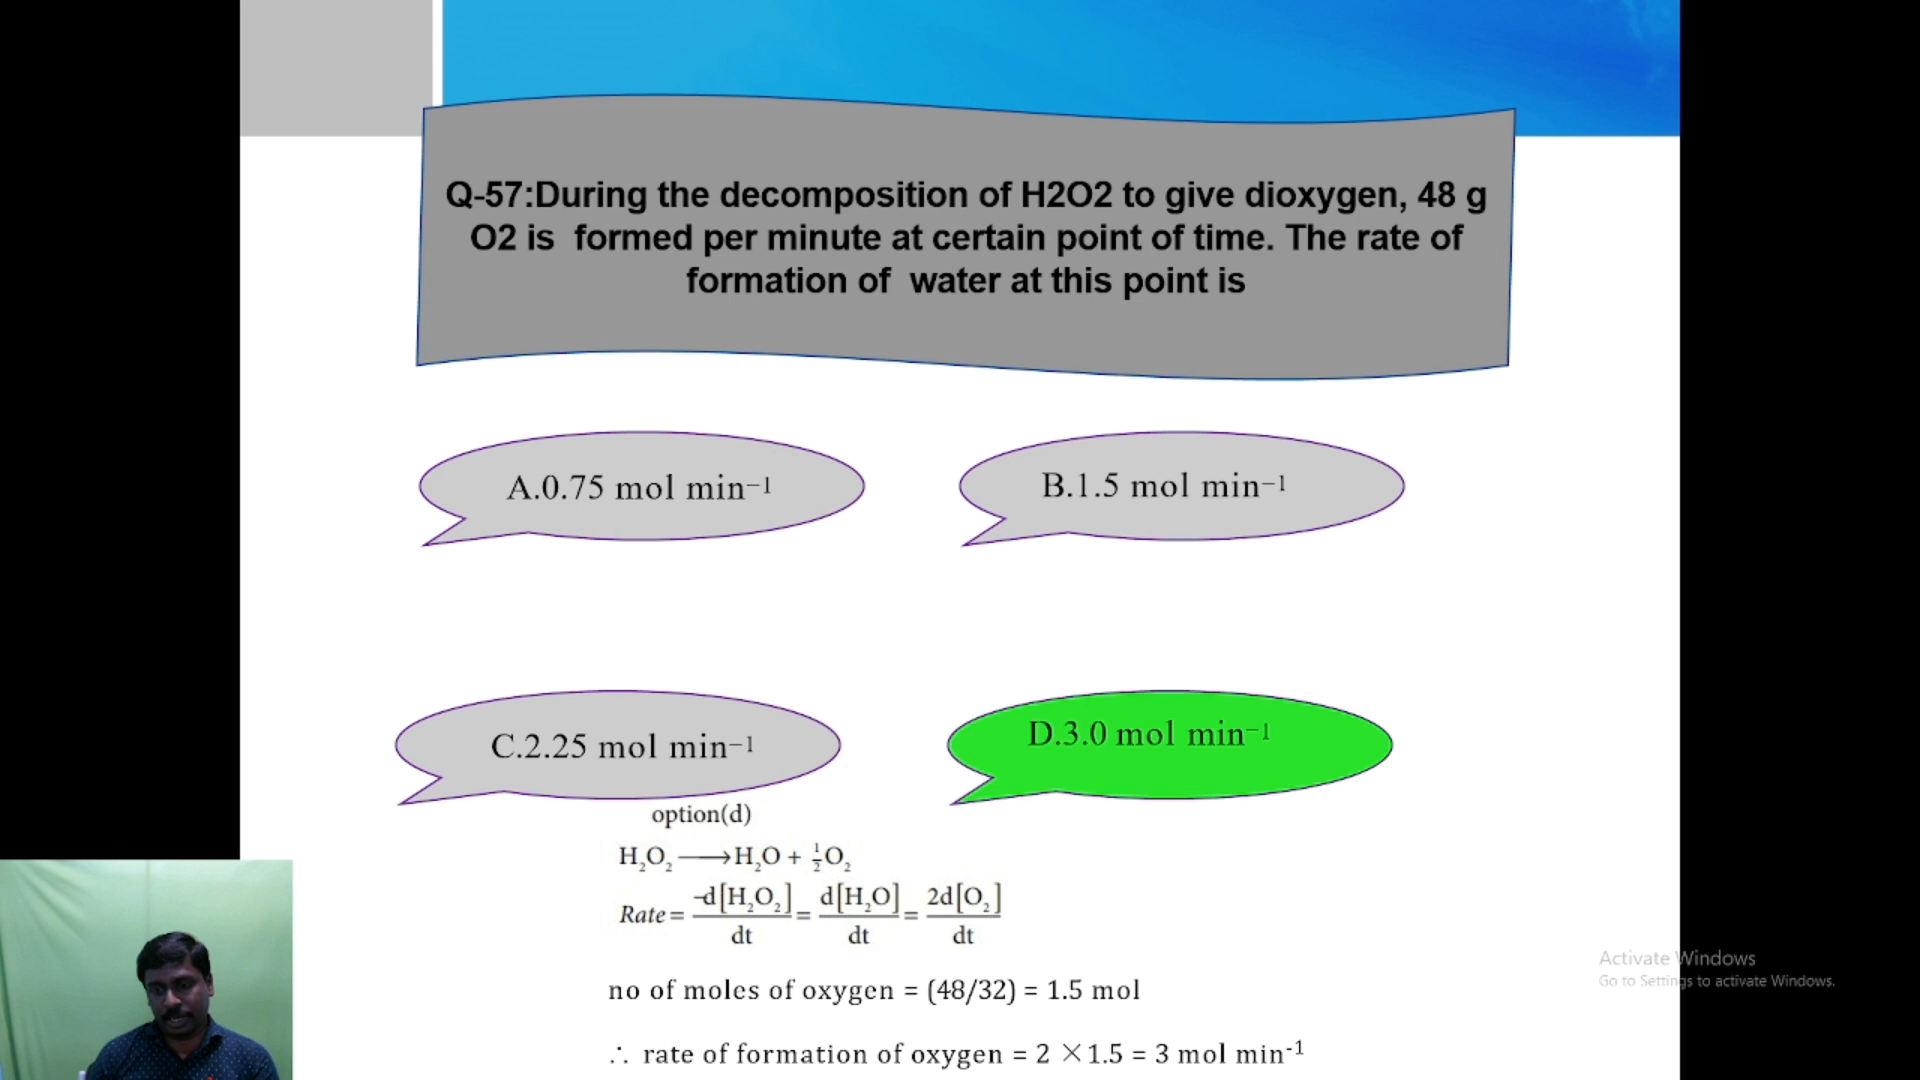 Q-57:During the decomposition of H2O2 to give dioxygen, 48 g
O2 is formed per minute at certain point of time. The rate of
formation of water at this point is
A.0.75 mol min⁻¹
B.1.5 mol min⁻¹
C.2.25 mol min⁻¹
D.3.0 mol min⁻¹
option(d)
H₂O₂ ⟶ H₂O + ½O₂
Rate = -d[H₂O₂]/dt = d[H₂O]/dt = 2d[O₂]/dt
no of moles of oxygen = (48/32) = 1.5 mol
∴ rate of formation of oxygen = 2 ×1.5 = 3 mol min⁻¹
Activate Windows
Go to Settings to activate Windows.